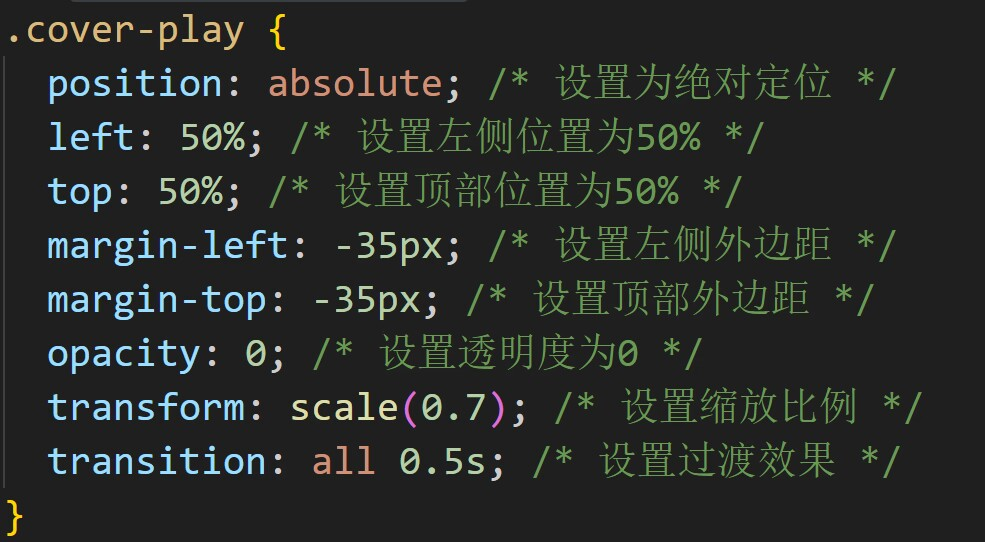 .cover-play {
position: absolute; /* 设置为绝对定位 */
left: 50%; /* 设置左侧位置为50% */
top: 50%; /* 设置顶部位置为50% */
margin-left: -35px; /* 设置左侧外边距 */
margin-top: -35px; /* 设置顶部外边距 */
opacity: 0; /* 设置透明度为0 */
transform: scale(0.7); /* 设置缩放比例 */
transition: all 0.5s; /* 设置过渡效果 */
}